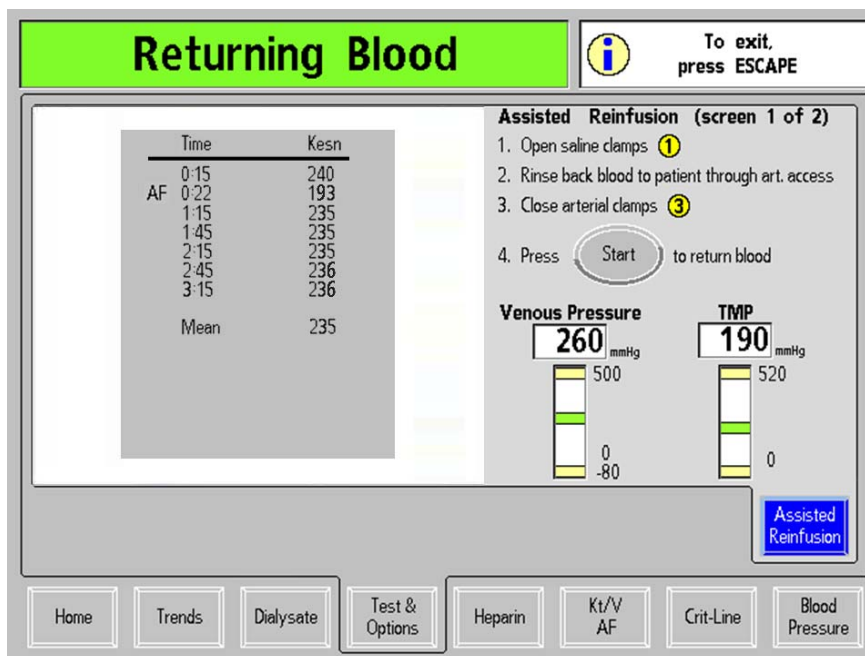 Returning Blood
To exit,
press ESCAPE
Time Kesn
0:15 240
AF 0:22 193
1:15 235
1:45 235
2:15 235
2:45 236
3:15 236
Mean 235
Assisted Reinfusion (screen 1 of 2)
1. Open saline clamps 1
2. Rinse back blood to patient through art. access
3. Close arterial clamps 3
4. Press Start to return blood
Venous Pressure TMP
260 mmHg 190 mmHg
500 520
0 0
-80
Assisted
Reinfusion
Home Trends Dialysate Test &
Options Heparin Kt/V
AF Crit-Line Blood
Pressure